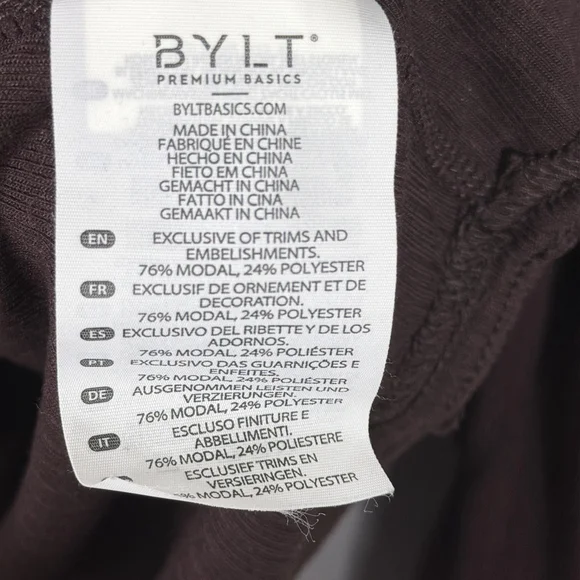 BYLT®
PREMIUM BASICS
BYLTBASICS.COM
MADE IN CHINA
FABRIQUÉ EN CHINE
HECHO EN CHINA
FIETO EM CHINA
GEMACHT IN CHINA
FATTO IN CINA
GEMAAKT IN CHINA
EN EXCLUSIVE OF TRIMS AND
EMBELISHMENTS.
76% MODAL, 24% POLYESTER
FR EXCLUSIF DE ORNEMENT ET DE
DECORATION.
76% MODAL, 24% POLYESTER
ES EXCLUSIVO DEL RIBETTE Y DE LOS
ADORNOS.
76% MODAL, 24% POLIÉSTER
PT EXCLUSIVO DAS GUARNIÇÕES E
ENFEITES.
76% MODAL, 24% POLIÉSTER
DE AUSGENOMMEN LEISTEN UND
VERZIERUNGEN.
76% MODAL, 24% POLYESTER
IT ESCLUSO FINITURE E
ABBELLIMENTI.
76% MODAL, 24% POLIESTERE
ESCLUSIEF TRIMS EN
VERSIERINGEN.
MODAL, 24% POLYESTER